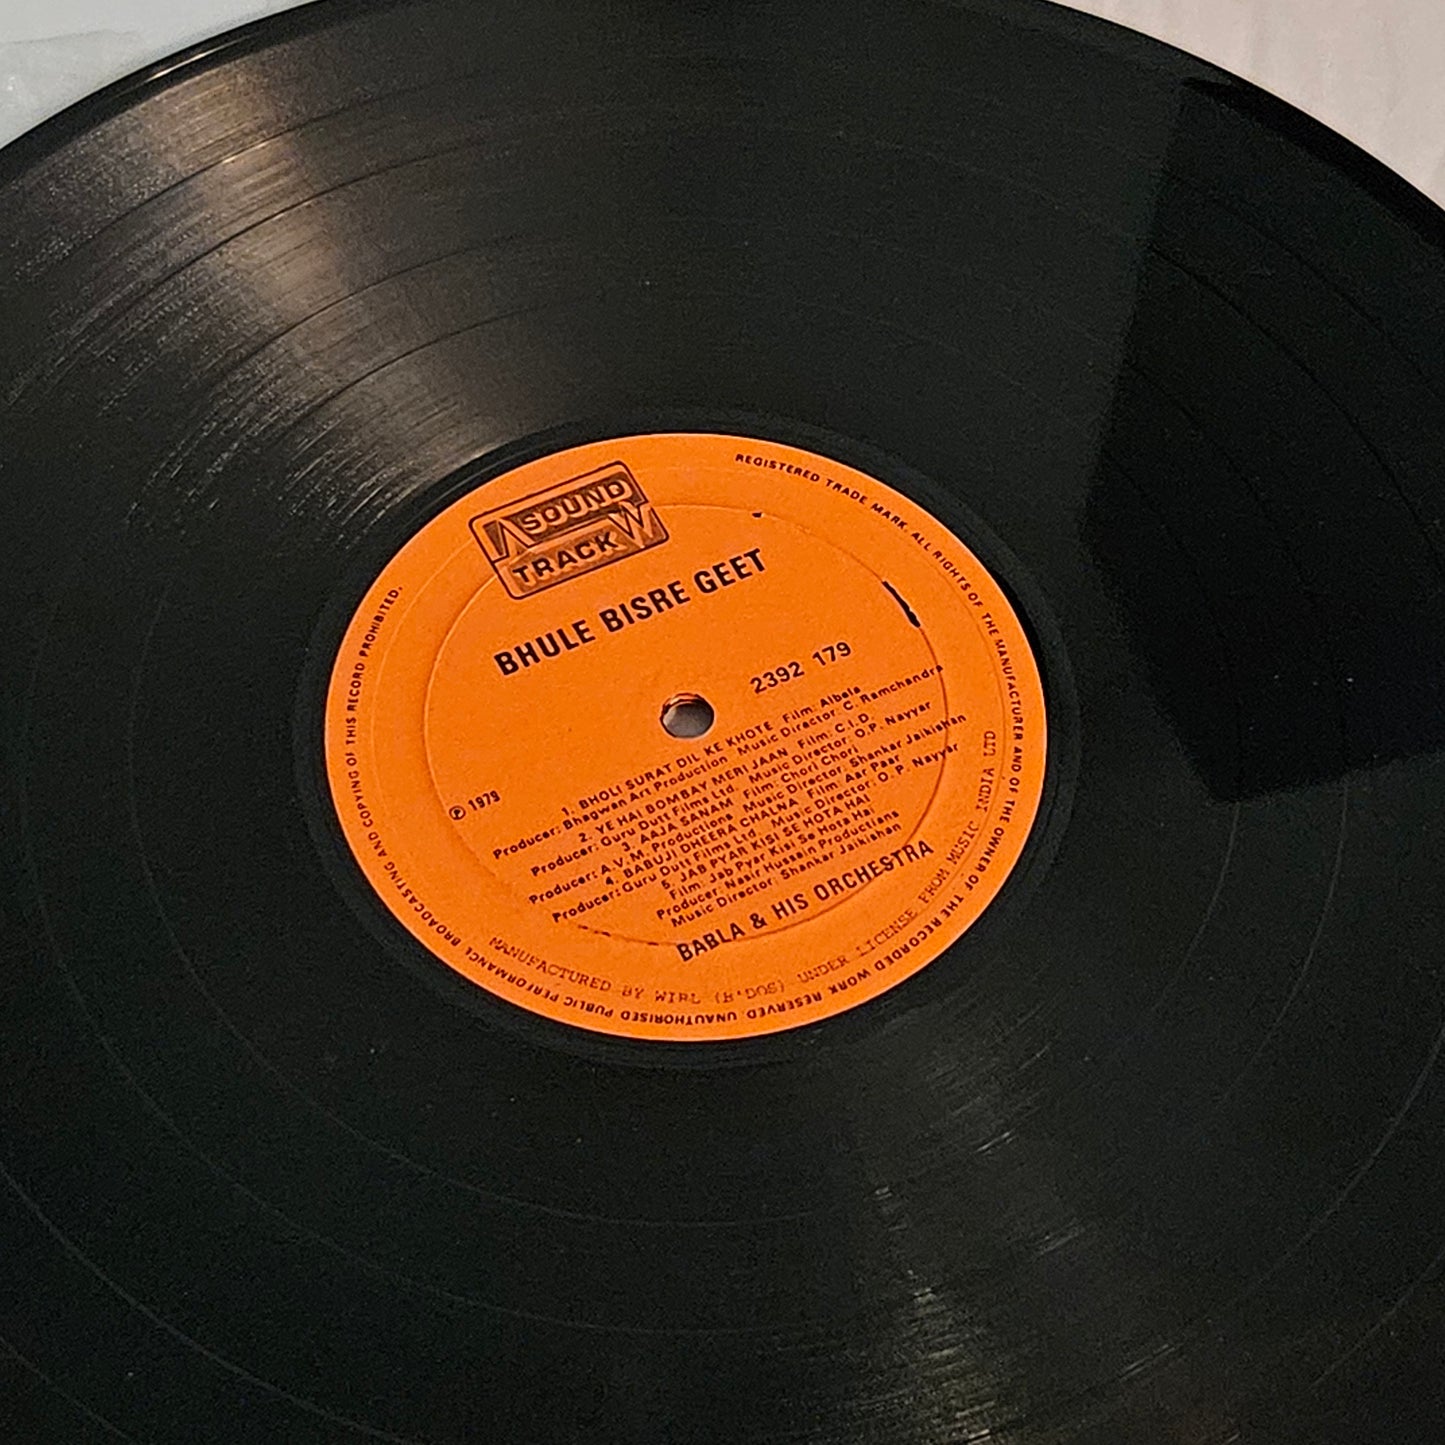 SOUND
TRACK
BHULE BISRE GEET
2392 179
℗ 1979
1. BHOLI SURAT DIL KE KHOTE Film: Albela
Producer: Bhagwan Art Production Music Director: C. Ramchandra
2. YE HAI BOMBAY MERI JAAN Film: C.I.D.
Producer: Guru Dutt Films Ltd. Music Director: O.P. Nayyar
3. AAJA SANAM Film: Chori Chori
Producer: A.V.M. Productions Music Director: Shankar Jaikishan
4. BABUJI DHEERA CHALNA Film: Aar Paar
Producer: Guru Dutt Films Ltd. Music Director: O.P. Nayyar
5. JAB PYAR KISI SE HOTA HAI
Film: Jab Pyar Kisi Se Hota Hai
Producer: Nasir Hussain Productions
Music Director: Shankar Jaikishan
BABLA & HIS ORCHESTRA
MANUFACTURED BY WIRL (B'DOS) UNDER LICENSE FROM MUSIC INDIA LTD
REGISTERED TRADE MARK. ALL RIGHTS OF THE MANUFACTURER AND OF THE OWNER OF THE RECORDED WORK RESERVED UNAUTHORISED PUBLIC PERFORMANCE BROADCASTING AND COPYING OF THIS RECORD PROHIBITED.